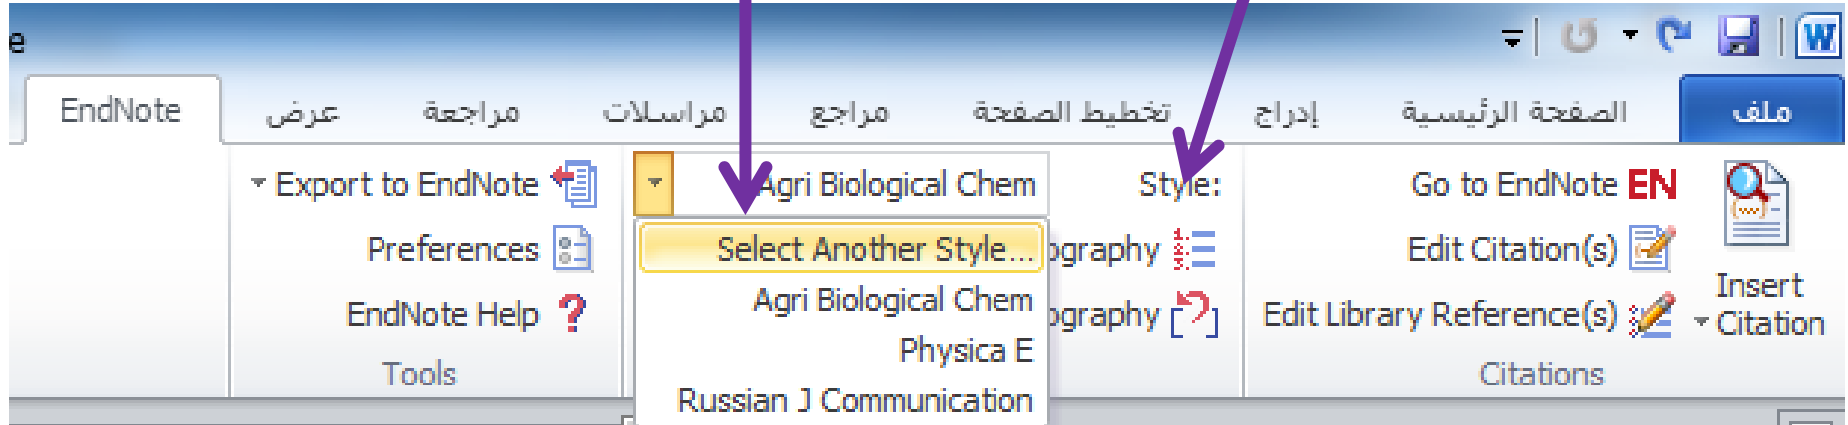 e
W
ملف الصفحة الرئيسية إدراج تخطيط الصفحة مراجع مراسلات مراجعة عرض EndNote
Insert Citation
Go to EndNote EN
Edit Citation(s)
Edit Library Reference(s)
Citations
Style: Agri Biological Chem
Select Another Style...
Agri Biological Chem
Physica E
Russian J Communication
ography
ography
Export to EndNote
Preferences
EndNote Help ?
Tools